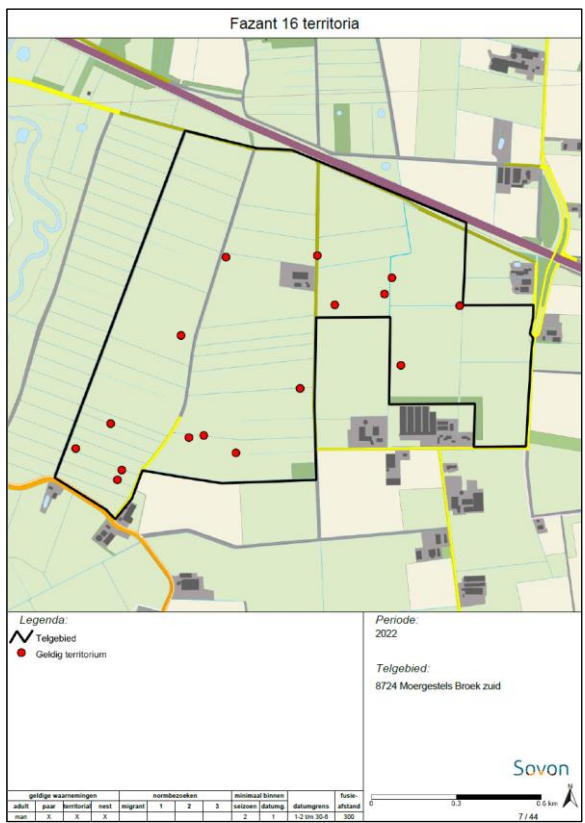 Fazant 16 territoria
Legenda:
Telgebied
Geldig territorium
Periode:
2022
Telgebied:
8724 Moergestels Broek zuid
Sovon
geldige waarnemingen normbezoeken minimaal binnen fusie-
adult paar territorial nest migrant 1 2 3 seizoen datumg. datumgrens afstand
man X X X 2 1 1-2 t/m 30-6 300
0 0.3 0.6 km
N
7 / 44